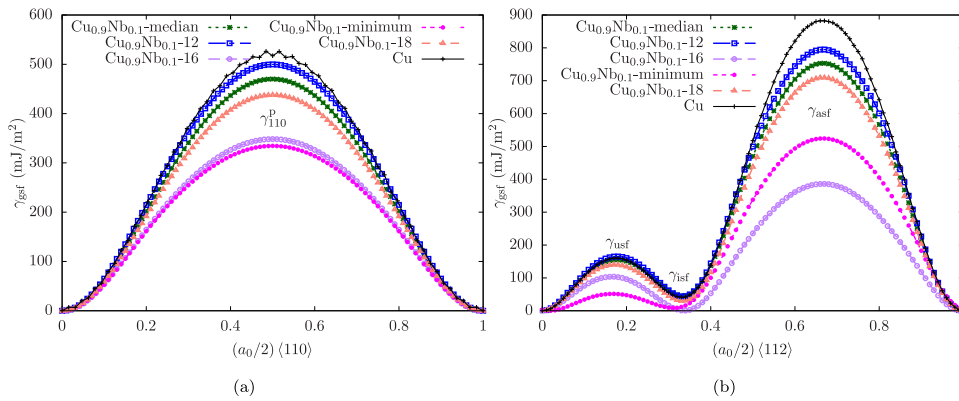 Cu0.9Nb0.1-median
Cu0.9Nb0.1-12
Cu0.9Nb0.1-16
Cu0.9Nb0.1-minimum
Cu0.9Nb0.1-18
Cu
γ110^P
γgsf (mJ/m²)
600
500
400
300
200
100
0
0 0.2 0.4 0.6 0.8 1
(a0/2) ⟨110⟩
(a)
Cu0.9Nb0.1-median
Cu0.9Nb0.1-12
Cu0.9Nb0.1-16
Cu0.9Nb0.1-minimum
Cu0.9Nb0.1-18
Cu
γasf
γusf
γisf
γgsf (mJ/m²)
900
800
700
600
500
400
300
200
100
0
0 0.2 0.4 0.6 0.8
(a0/2) ⟨112⟩
(b)